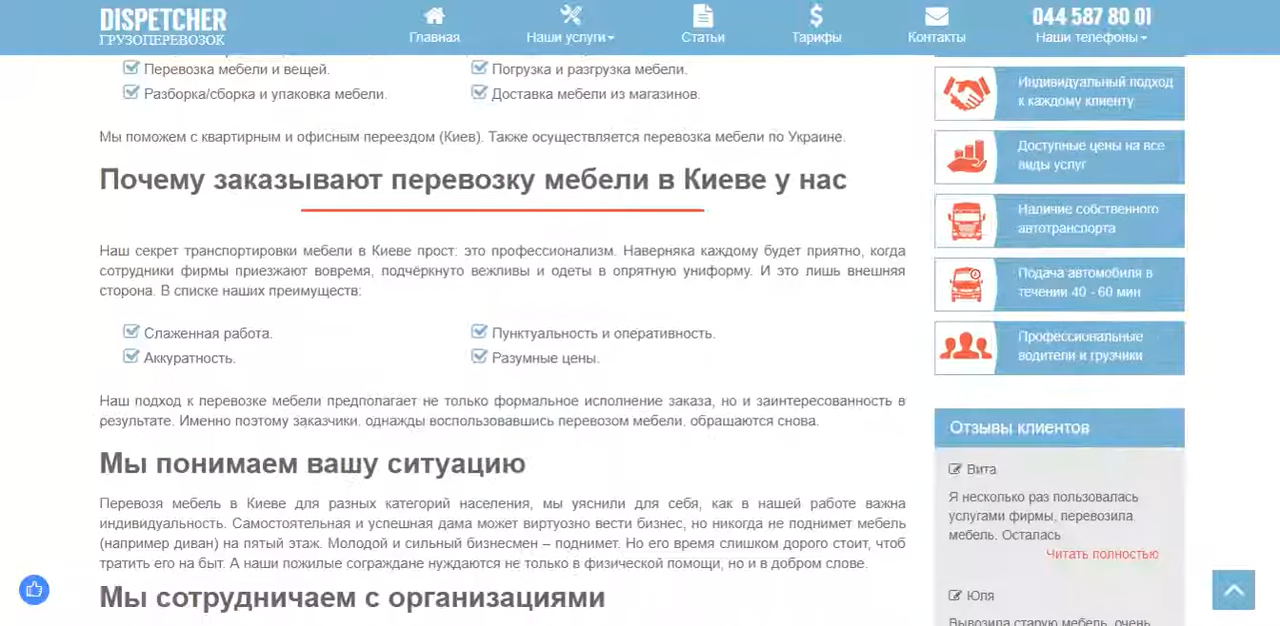 DISPETCHER
ГРУЗОПЕРЕВОЗОК
Главная
Наши услуги
Статьи
Тарифы
Контакты
044 587 80 01
Наши телефоны
Перевозка мебели и вещей.
Погрузка и разгрузка мебели.
Разборка/сборка и упаковка мебели.
Доставка мебели из магазинов.
Мы поможем с квартирным и офисным переездом (Киев). Также осуществляется перевозка мебели по Украине.
Почему заказывают перевозку мебели в Киеве у нас
Наш секрет транспортировки мебели в Киеве прост: это профессионализм. Наверняка каждому будет приятно, когда
сотрудники фирмы приезжают вовремя, подчёркнуто вежливы и одеты в опрятную униформу. И это лишь внешняя
сторона. В списке наших преимуществ:
Слаженная работа.
Пунктуальность и оперативность.
Аккуратность.
Разумные цены.
Наш подход к перевозке мебели предполагает не только формальное исполнение заказа, но и заинтересованность в
результате. Именно поэтому заказчики, однажды воспользовавшись перевозом мебели, обращаются снова.
Мы понимаем вашу ситуацию
Перевозя мебель в Киеве для разных категорий населения, мы уяснили для себя, как в нашей работе важна
индивидуальность. Самостоятельная и успешная дама может виртуозно вести бизнес, но никогда не поднимет мебель
(например диван) на пятый этаж. Молодой и сильный бизнесмен – поднимет. Но его время слишком дорого стоит, чтоб
тратить его на быт. А наши пожилые сограждане нуждаются не только в физической помощи, но и в добром слове.
Мы сотрудничаем с организациями
Индивидуальный подход
к каждому клиенту
Доступные цены на все
виды услуг
Наличие собственного
автотранспорта
Подача автомобиля в
течении 40 - 60 мин
Профессиональные
водители и грузчики
Отзывы клиентов
Вита
Я несколько раз пользовалась
услугами фирмы, перевозила
мебель. Осталась
Читать полностью
Юля
Вывозила старую мебель, очень